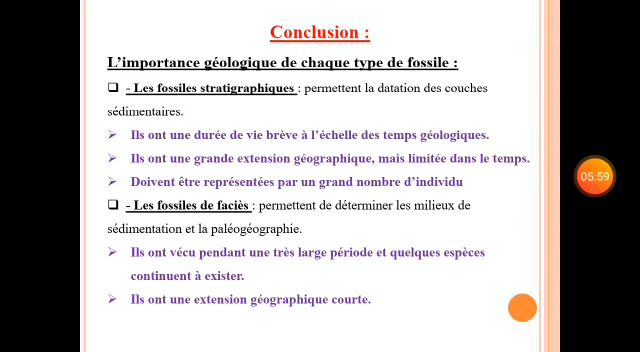 Conclusion :
L’importance géologique de chaque type de fossile :
- Les fossiles stratigraphiques : permettent la datation des couches
sédimentaires.
Ils ont une durée de vie brève à l’échelle des temps géologiques.
Ils ont une grande extension géographique, mais limitée dans le temps.
Doivent être représentées par un grand nombre d’individu
- Les fossiles de faciès : permettent de déterminer les milieux de
sédimentation et la paléogéographie.
Ils ont vécu pendant une très large période et quelques espèces
continuent à exister.
Ils ont une extension géographique courte.
05:59